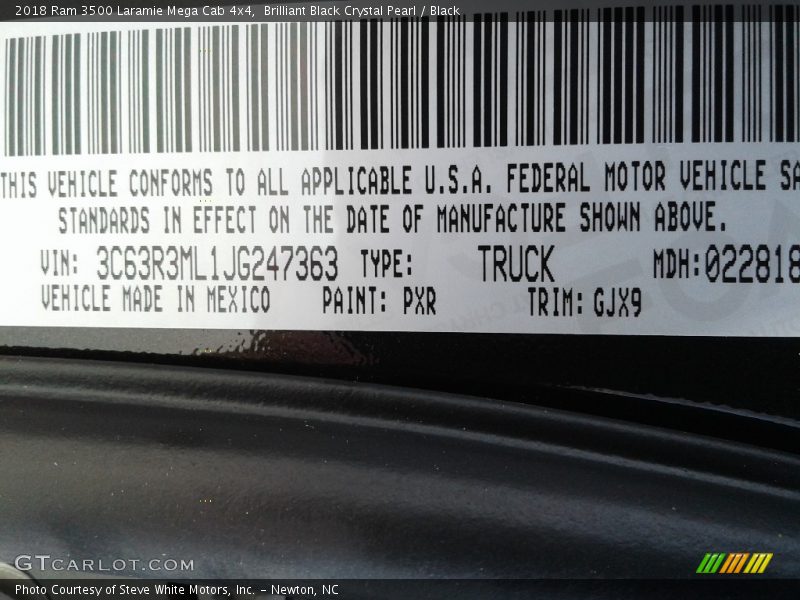 2018 Ram 3500 Laramie Mega Cab 4x4, Brilliant Black Crystal Pearl / Black
THIS VEHICLE CONFORMS TO ALL APPLICABLE U.S.A. FEDERAL MOTOR VEHICLE SA
STANDARDS IN EFFECT ON THE DATE OF MANUFACTURE SHOWN ABOVE.
VIN: 3C63R3ML1JG247363 TYPE: TRUCK MDH:022818
VEHICLE MADE IN MEXICO PAINT: PXR TRIM: GJX9
GTCARLOT.COM
Photo Courtesy of Steve White Motors, Inc. – Newton, NC